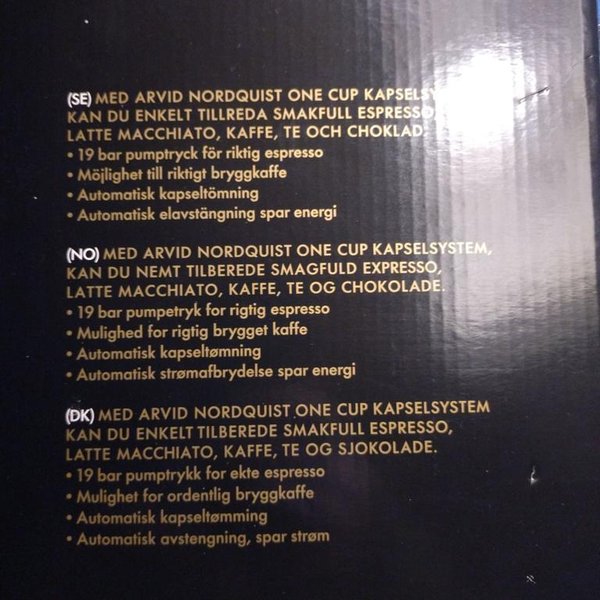 (SE) MED ARVID NORDQUIST ONE CUP KAPSELSY
KAN DU ENKELT TILLREDA SMAKFULL ESPRESSO,
LATTE MACCHIATO, KAFFE, TE OCH CHOKLAD.
• 19 bar pumptryck för riktig espresso
• Möjlighet till riktigt bryggkaffe
• Automatisk kapseltömning
• Automatisk elavstängning spar energi
(NO) MED ARVID NORDQUIST ONE CUP KAPSELSYSTEM,
KAN DU NEMT TILBEREDE SMAGFULD EXPRESSO,
LATTE MACCHIATO, KAFFE, TE OG CHOKOLADE.
• 19 bar pumpetryk for rigtig espresso
• Mulighed for rigtig brygget kaffe
• Automatisk kapseltømning
• Automatisk strømafbrydelse spar energi
(DK) MED ARVID NORDQUIST ONE CUP KAPSELSYSTEM
KAN DU ENKELT TILBEREDE SMAKFULL ESPRESSO,
LATTE MACCHIATO, KAFFE, TE OG SJOKOLADE.
• 19 bar pumptrykk for ekte espresso
• Mulighet for ordentlig bryggkaffe
• Automatisk kapseltømming
• Automatisk avstengning, spar strøm